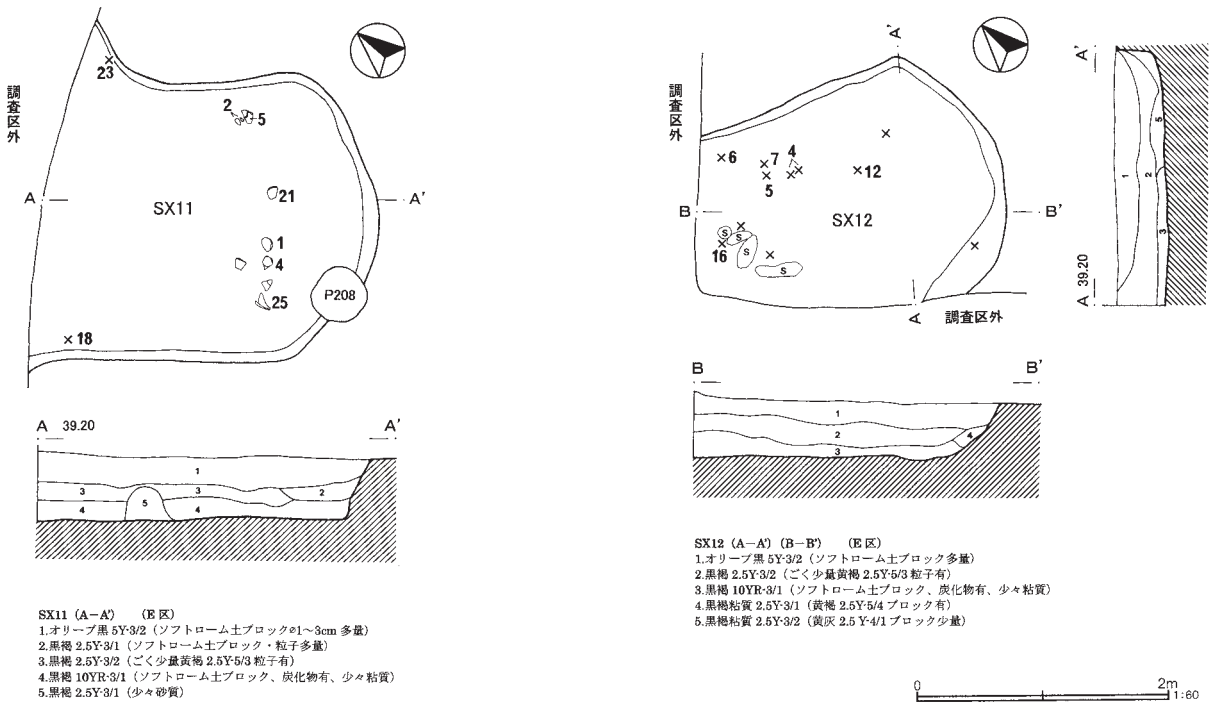 調査区外
23
2
5
A
A'
SX11
21
1
4
25
P208
18
A 39.20
A'
1
3
3
2
5
4
4
SX11 (A-A') (E区)
1.オリーブ黒 5Y-3/2 (ソフトローム土ブロックø1~3cm 多量)
2.黒褐 2.5Y-3/1 (ソフトローム土ブロック・粒子多量)
3.黒褐 2.5Y-3/2 (ごく少量黄褐 2.5Y-5/3 粒子有)
4.黒褐 10YR-3/1 (ソフトローム土ブロック、炭化物有、少々粘質)
5.黒褐 2.5Y-3/1 (少々砂質)
調査区外
A'
6
7
4
5
12
B
B'
SX12
S
S
S
S
16
A
調査区外
A'
1
2
5
3
A 39.20
B
B'
1
2
4
3
SX12 (A-A') (B-B') (E区)
1.オリーブ黒 5Y-3/2 (ソフトローム土ブロック多量)
2.黒褐 2.5Y-3/2 (ごく少量黄褐 2.5Y-5/3 粒子有)
3.黒褐 10YR-3/1 (ソフトローム土ブロック、炭化物有、少々粘質)
4.黒褐粘質 2.5Y-3/1 (黄褐 2.5Y-5/4 ブロック有)
5.黒褐粘質 2.5Y-3/2 (黄灰 2.5 Y-4/1 ブロック少量)
0 2m
1:60